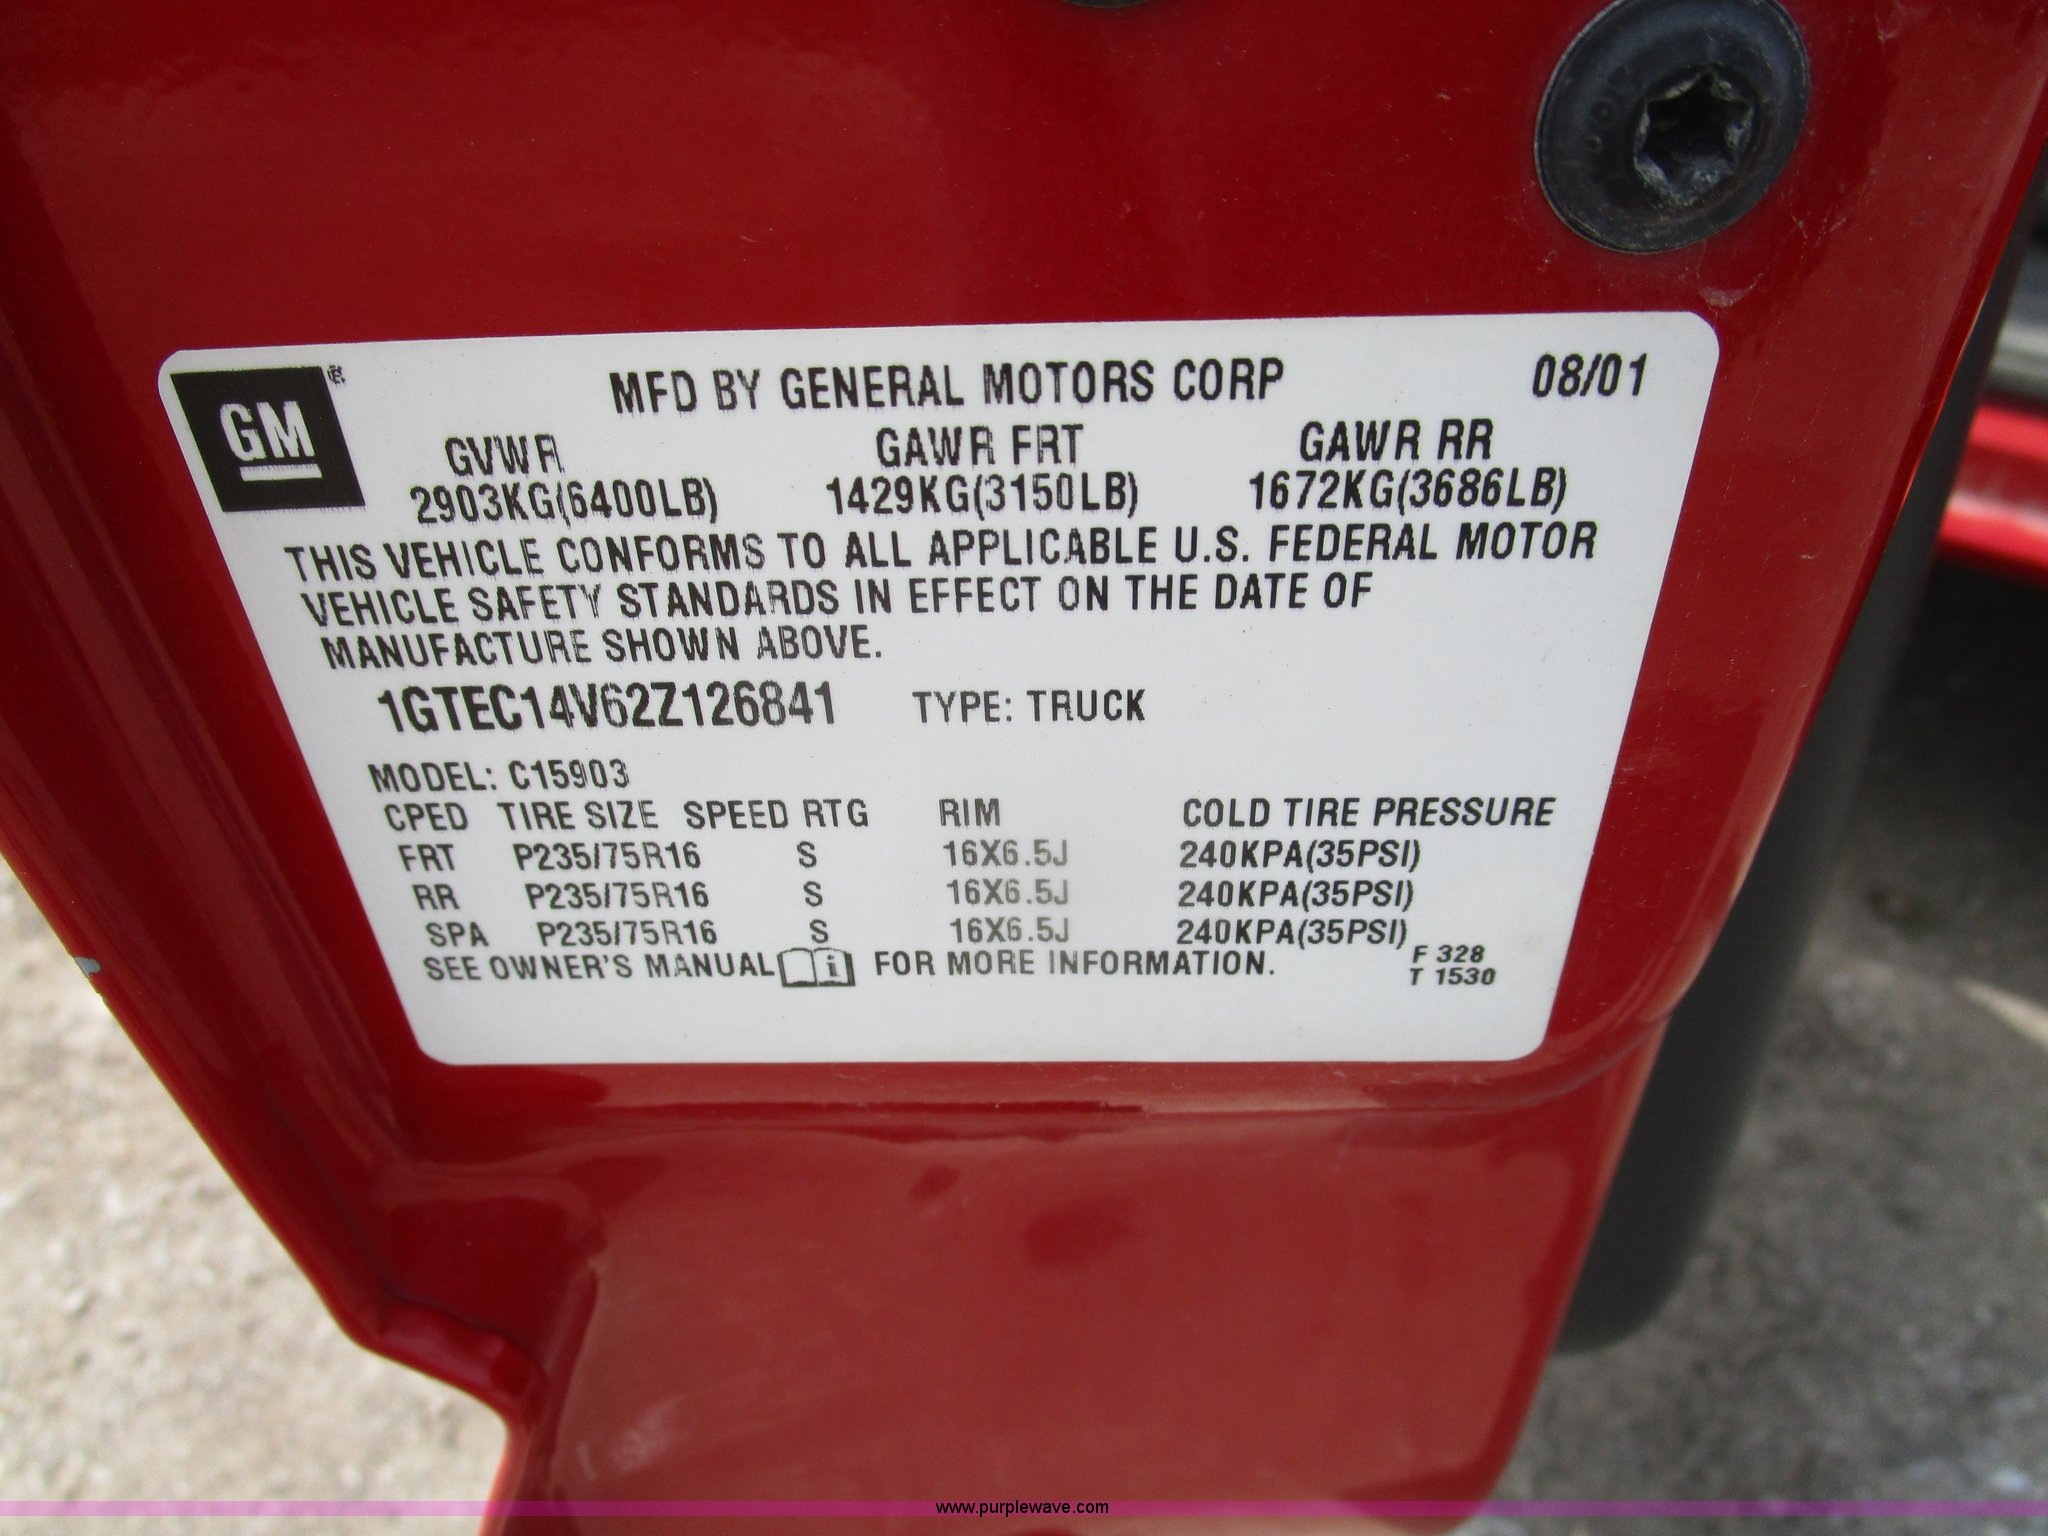 GM®
MFD BY GENERAL MOTORS CORP 08/01
GVWR GAWR FRT GAWR RR
2903KG(6400LB) 1429KG(3150LB) 1672KG(3686LB)
THIS VEHICLE CONFORMS TO ALL APPLICABLE U.S. FEDERAL MOTOR
VEHICLE SAFETY STANDARDS IN EFFECT ON THE DATE OF
MANUFACTURE SHOWN ABOVE.
1GTEC14V62Z126841 TYPE: TRUCK
MODEL: C15903
CPED TIRE SIZE SPEED RTG RIM COLD TIRE PRESSURE
FRT P235/75R16 S 16X6.5J 240KPA(35PSI)
RR P235/75R16 S 16X6.5J 240KPA(35PSI)
SPA P235/75R16 S 16X6.5J 240KPA(35PSI)
SEE OWNER'S MANUAL i FOR MORE INFORMATION.
F 328
T 1530
www.purplewave.com